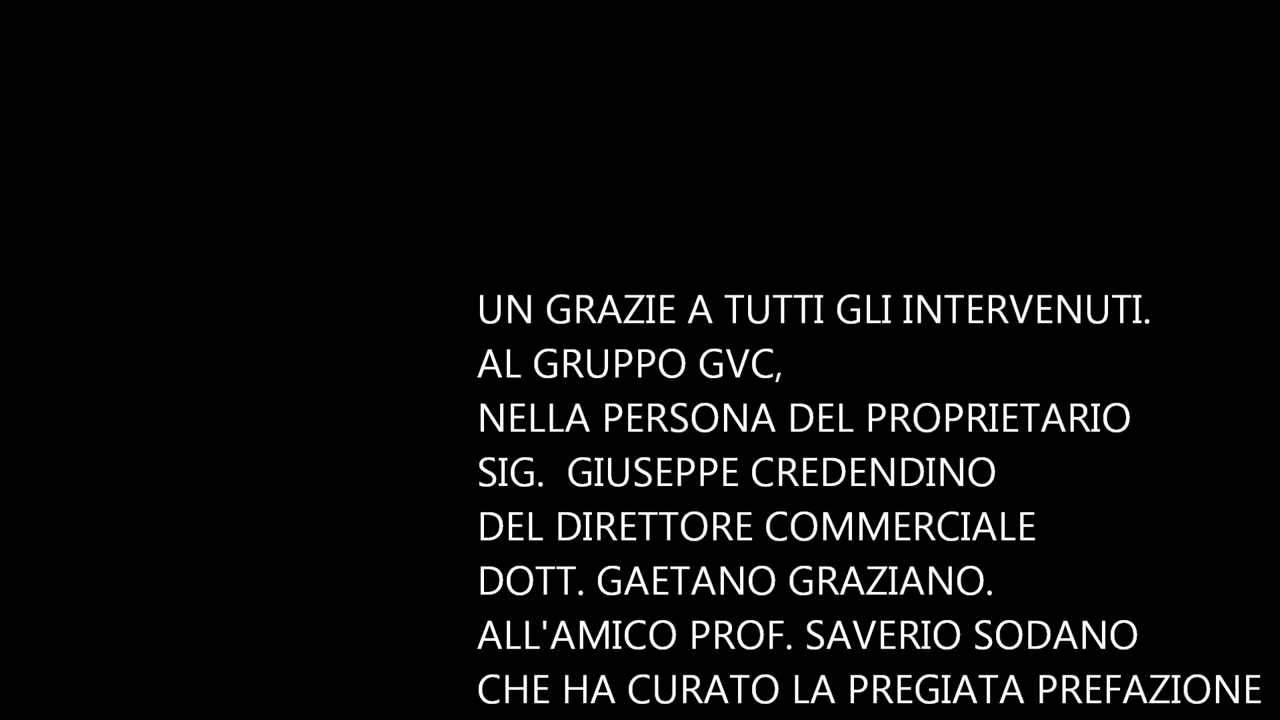 UN GRAZIE A TUTTI GLI INTERVENUTI.
AL GRUPPO GVC,
NELLA PERSONA DEL PROPRIETARIO
SIG.  GIUSEPPE CREDENDINO
DEL DIRETTORE COMMERCIALE
DOTT. GAETANO GRAZIANO.
ALL'AMICO PROF. SAVERIO SODANO
CHE HA CURATO LA PREGIATA PREFAZIONE